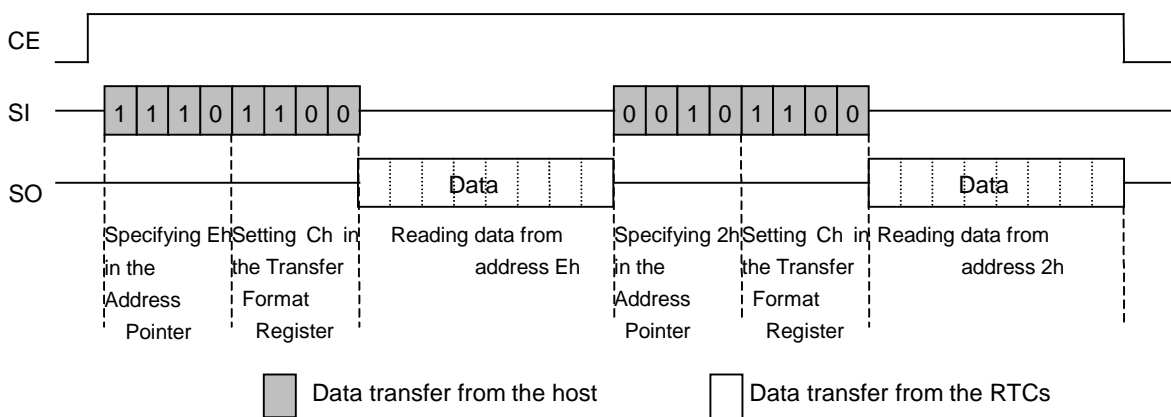 CE
SI 1 1 1 0 1 1 0 0 0 0 1 0 1 1 0 0
SO Data Data
Specifying Eh in the Address Pointer
Setting Ch in the Transfer Format Register
Reading data from address Eh
Specifying 2h in the Address Pointer
Setting Ch in the Transfer Format Register
Reading data from address 2h
Data transfer from the host
Data transfer from the RTCs